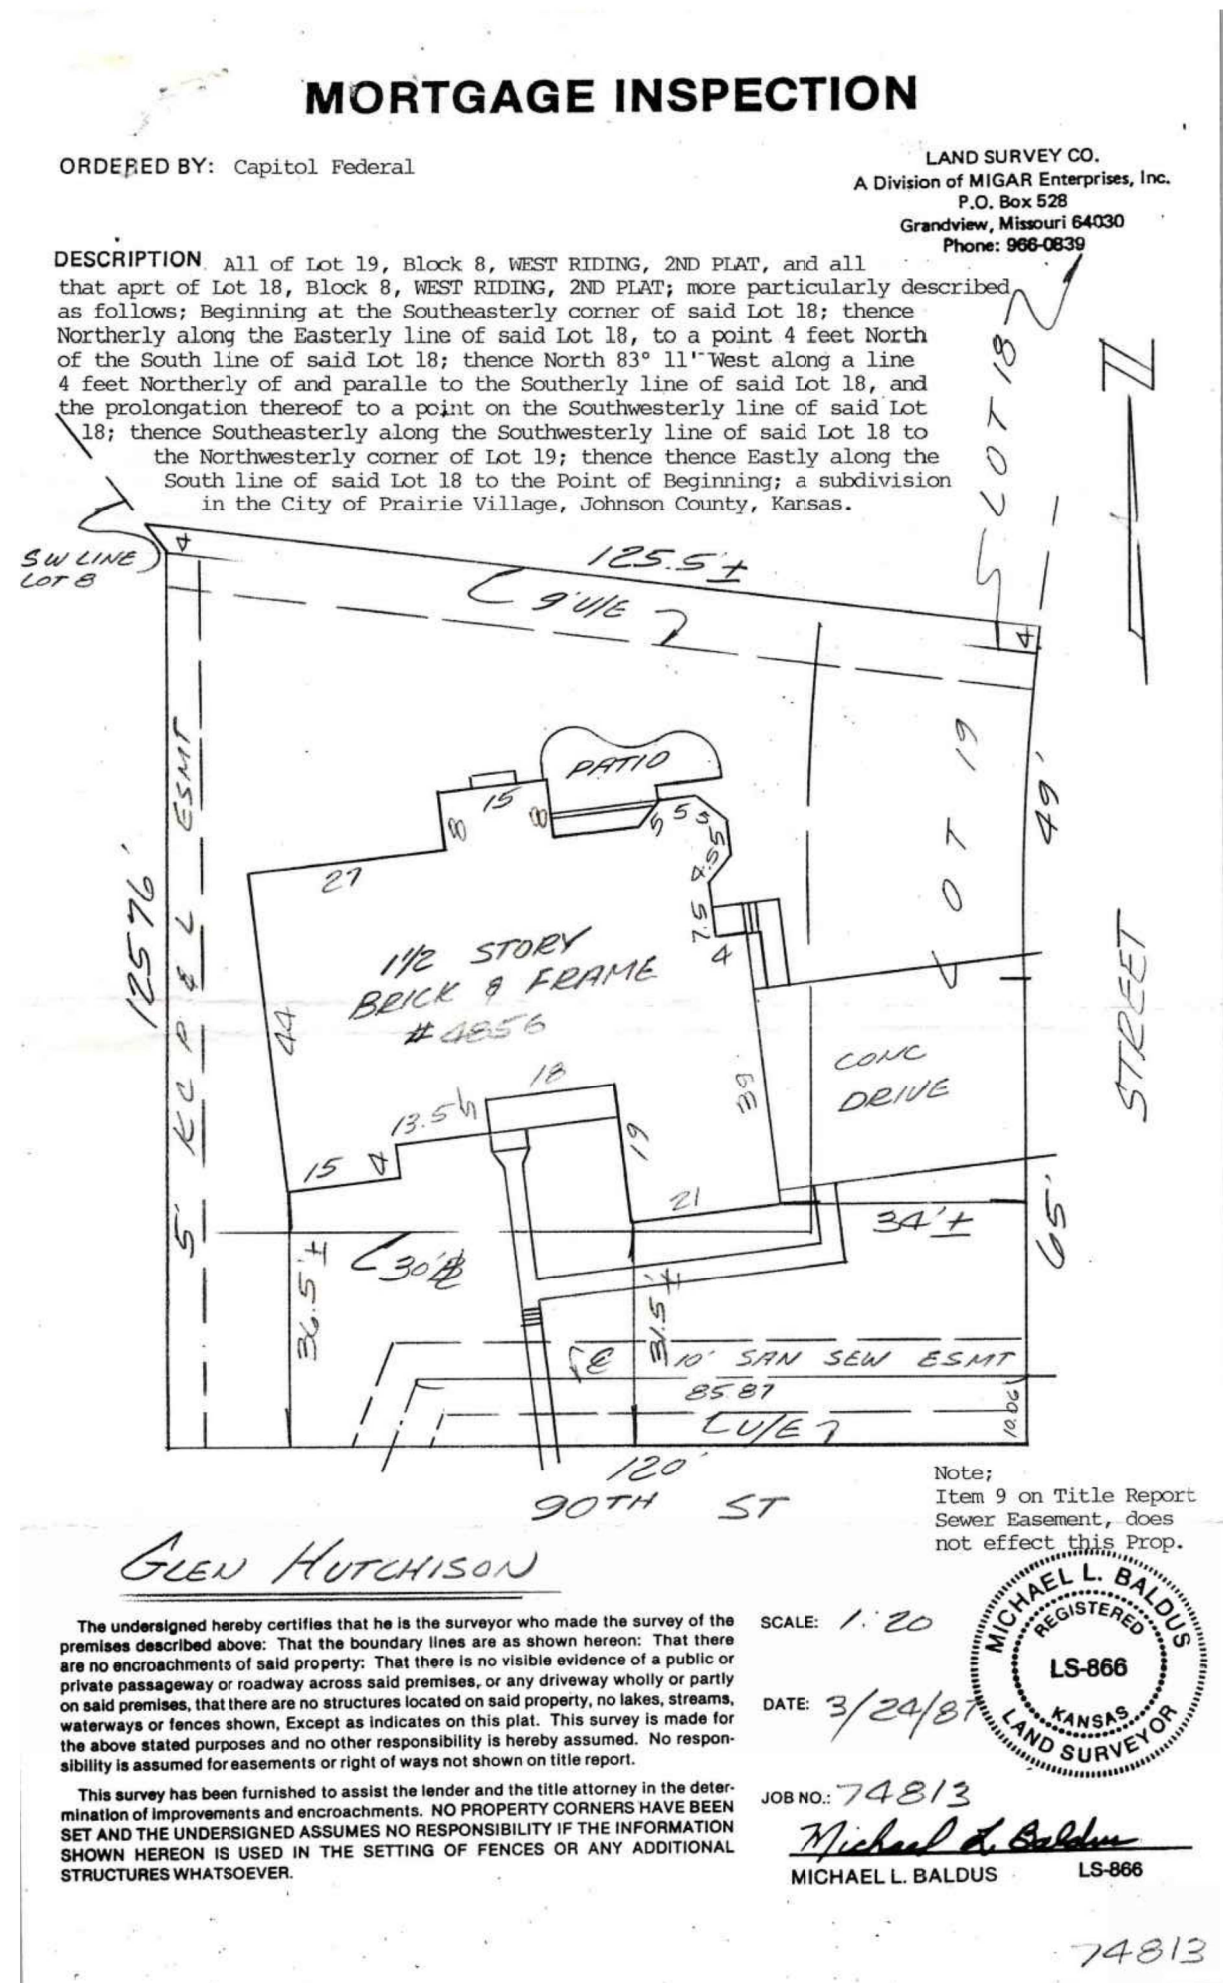 MORTGAGE INSPECTION
ORDERED BY: Capitol Federal
LAND SURVEY CO.
A Division of MIGAR Enterprises, Inc.
P.O. Box 528
Grandview, Missouri 64030
Phone: 966-0839
DESCRIPTION All of Lot 19, Block 8, WEST RIDING, 2ND PLAT, and all
that aprt of Lot 18, Block 8, WEST RIDING, 2ND PLAT; more particularly described
as follows; Beginning at the Southeasterly corner of said Lot 18; thence
Northerly along the Easterly line of said Lot 18, to a point 4 feet North
of the South line of said Lot 18; thence North 83° 11' West along a line
4 feet Northerly of and paralle to the Southerly line of said Lot 18, and
the prolongation thereof to a point on the Southwesterly line of said Lot
18; thence Southeasterly along the Southwesterly line of said Lot 18 to
the Northwesterly corner of Lot 19; thence thence Eastly along the
South line of said Lot 18 to the Point of Beginning; a subdivision
in the City of Prairie Village, Johnson County, Kansas.
S LOT 18
SW LINE
LOT 8
4
125.5'±
9' U/E
4
LOT 19
49'
PATIO
15
8
8
5 5 5
5
4.5
27
7.5
4
125.76'
5' KCP&L ESMT
1 1/2 STORY
BRICK & FRAME
#4856
44
18
13.5
5
19
39
CONC
DRIVE
STREET
15
4
21
34'±
65'
30' B
36.5'±
31.5'±
10' SAN SEW ESMT
85.87
U/E
10.06
120'
90TH ST
Note;
Item 9 on Title Report
Sewer Easement, does
not effect this Prop.
GLEN HUTCHISON
The undersigned hereby certifies that he is the surveyor who made the survey of the
premises described above: That the boundary lines are as shown hereon: That there
are no encroachments of said property: That there is no visible evidence of a public or
private passageway or roadway across said premises, or any driveway wholly or partly
on said premises, that there are no structures located on said property, no lakes, streams,
waterways or fences shown, Except as indicates on this plat. This survey is made for
the above stated purposes and no other responsibility is hereby assumed. No respon-
sibility is assumed for easements or right of ways not shown on title report.
This survey has been furnished to assist the lender and the title attorney in the deter-
mination of improvements and encroachments. NO PROPERTY CORNERS HAVE BEEN
SET AND THE UNDERSIGNED ASSUMES NO RESPONSIBILITY IF THE INFORMATION
SHOWN HEREON IS USED IN THE SETTING OF FENCES OR ANY ADDITIONAL
STRUCTURES WHATSOEVER.
SCALE: 1:20
DATE: 3/24/87
JOB NO.: 74813
MICHAEL L. BALDUS
REGISTERED
LS-866
KANSAS
LAND SURVEYOR
Michael L. Baldus
MICHAEL L. BALDUS LS-866
74813